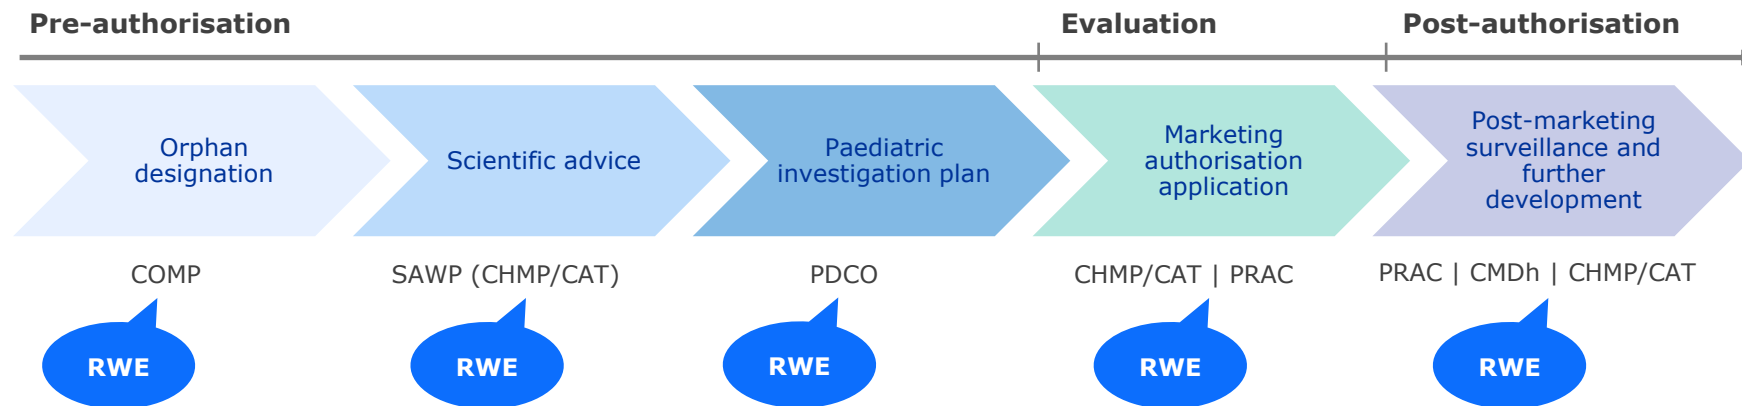 Pre-authorisation
Evaluation
Post-authorisation
Orphan
designation
Scientific advice
Paediatric
investigation plan
Marketing
authorisation
application
Post-marketing
surveillance and
further
development
COMP
SAWP (CHMP/CAT)
PDCO
CHMP/CAT | PRAC
PRAC | CMDh | CHMP/CAT
RWE
RWE
RWE
RWE
RWE